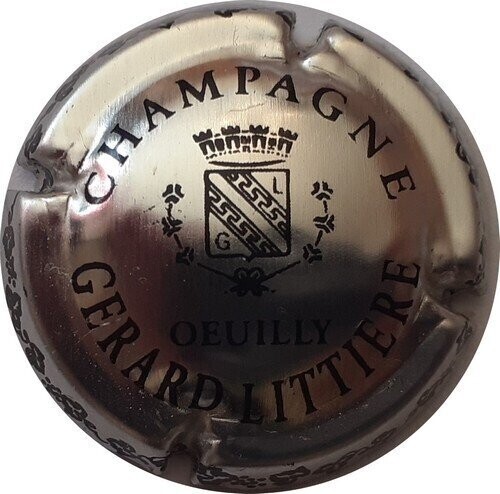 CHAMPAGNE
L
G
OEUILLY
GERARD LITTIERE